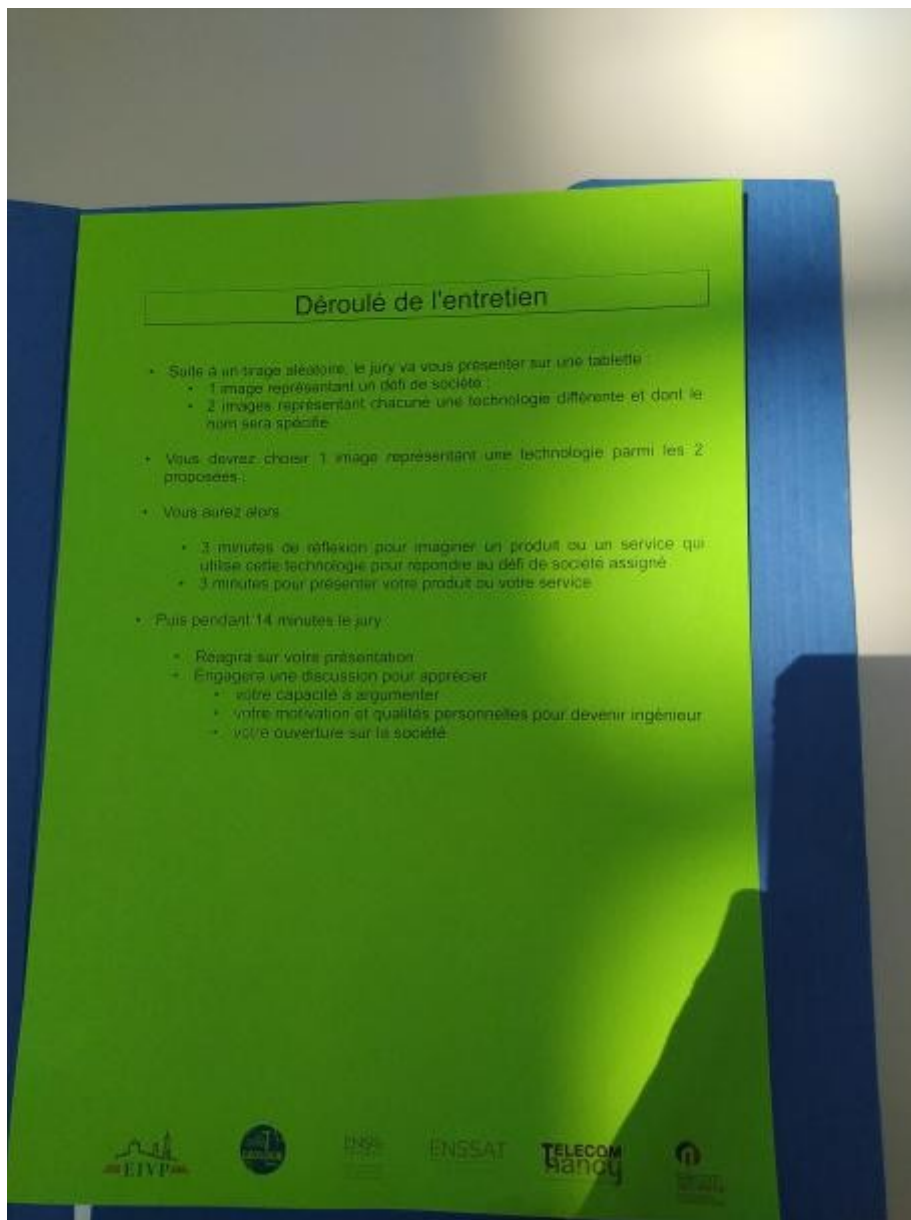 Déroulé de l'entretien
• Suite à un tirage aléatoire, le jury va vous présenter sur une tablette :
• 1 image représentant un défi de société ;
• 2 images représentant chacune une technologie différente et dont le
nom sera spécifié
• Vous devrez choisir 1 image représentant une technologie parmi les 2
proposées ;
• Vous aurez alors
• 3 minutes de réflexion pour imaginer un produit ou un service qui
utilise cette technologie pour répondre au défi de société assigné
• 3 minutes pour présenter votre produit ou votre service
• Puis pendant 14 minutes le jury
• Réagira sur votre présentation
• Engagera une discussion pour apprécier
• votre capacité à argumenter
• votre motivation et qualités personnelles pour devenir ingénieur
• votre ouverture sur la société
EIVP
ENSG
ENSSAT
TELECOM
nancy